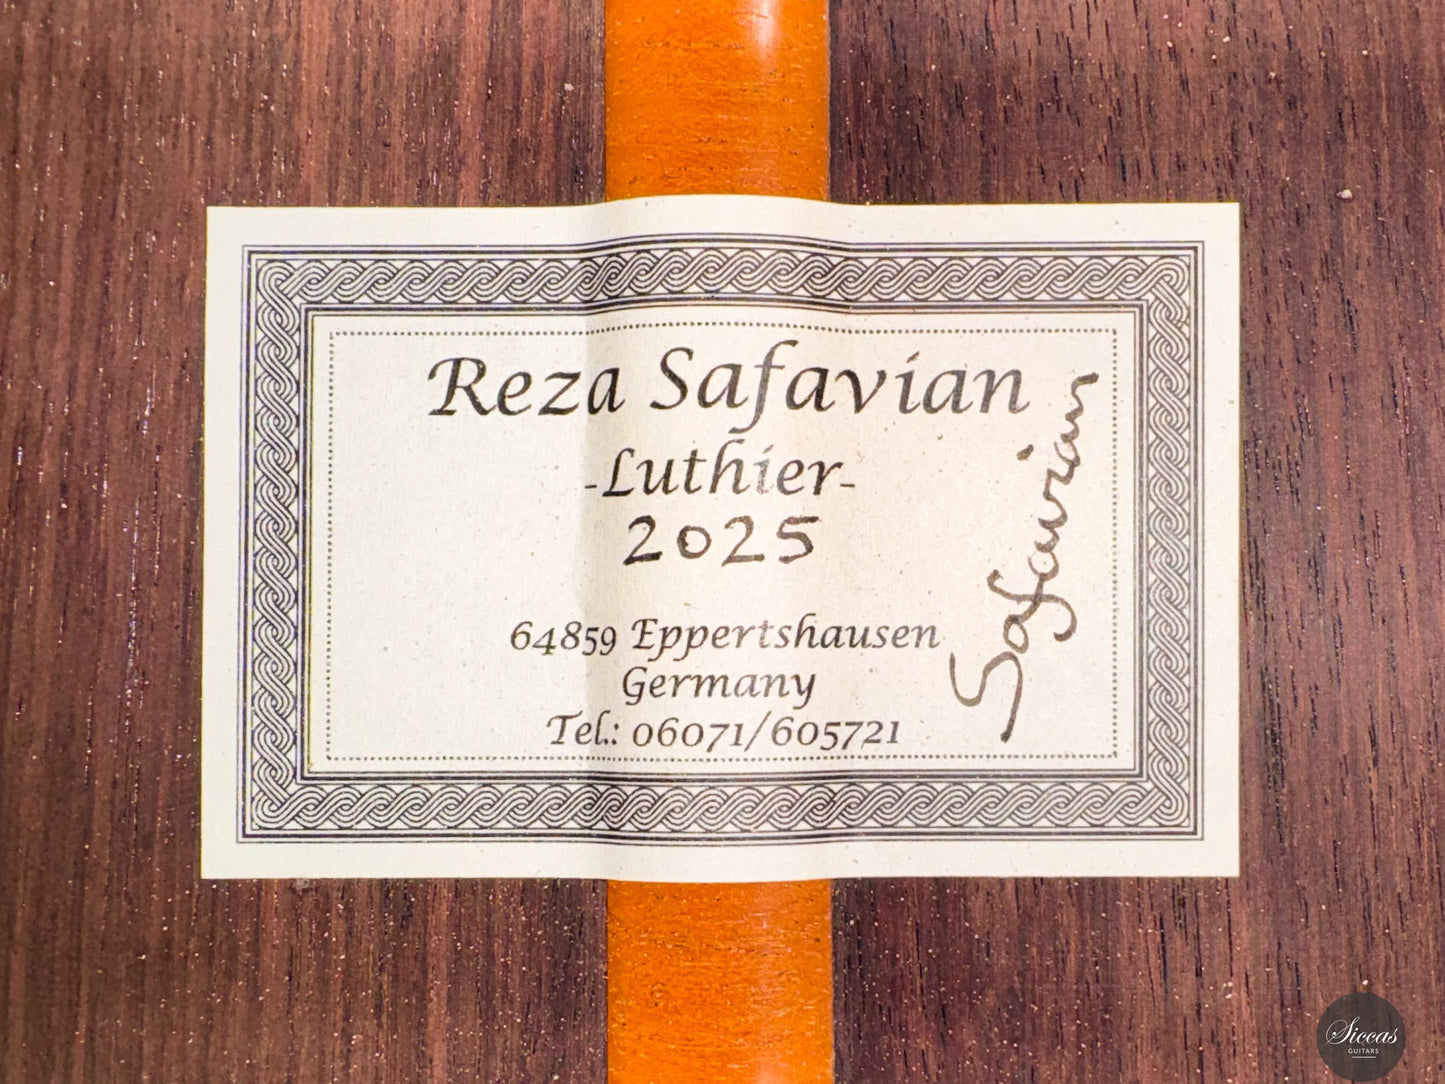 Reza Safavian
-Luthier-
2025
64859 Eppertshausen
Germany
Tel.: 06071/605721
Safavian
Siccas
GUITARS